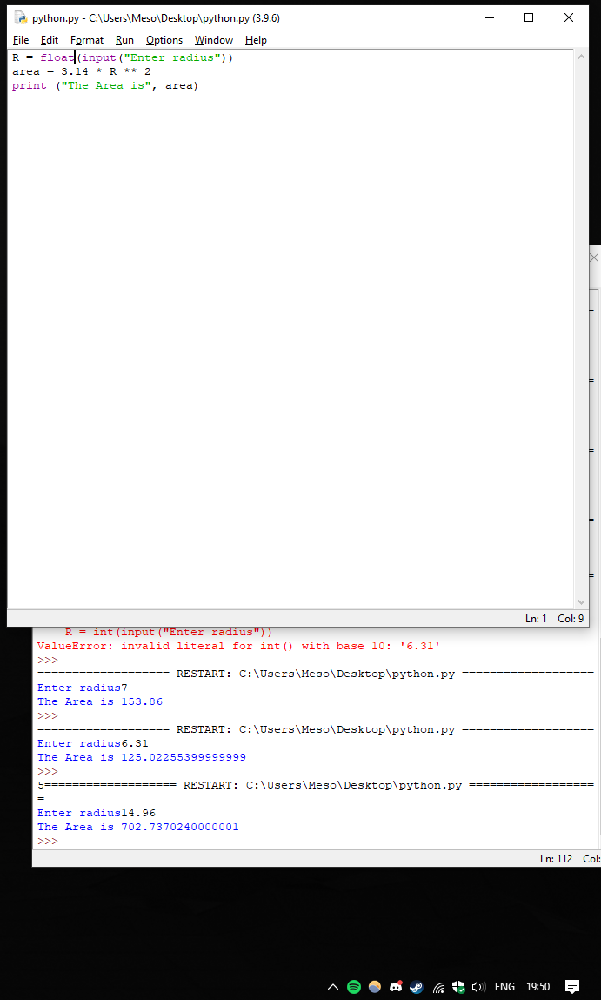 python.py - C:\Users\Meso\Desktop\python.py (3.9.6)
File Edit Format Run Options Window Help
R = float(input("Enter radius"))
area = 3.14 * R ** 2
print ("The Area is", area)
=
=
=
=
=
Ln: 1 Col: 9
R = int(input("Enter radius"))
ValueError: invalid literal for int() with base 10: '6.31'
>>>
=================== RESTART: C:\Users\Meso\Desktop\python.py ===================
Enter radius7
The Area is 153.86
>>>
=================== RESTART: C:\Users\Meso\Desktop\python.py ===================
Enter radius6.31
The Area is 125.02255399999999
>>>
5=================== RESTART: C:\Users\Meso\Desktop\python.py ==================
=
Enter radius14.96
The Area is 702.7370240000001
>>>
Ln: 112 Col:
ENG 19:50